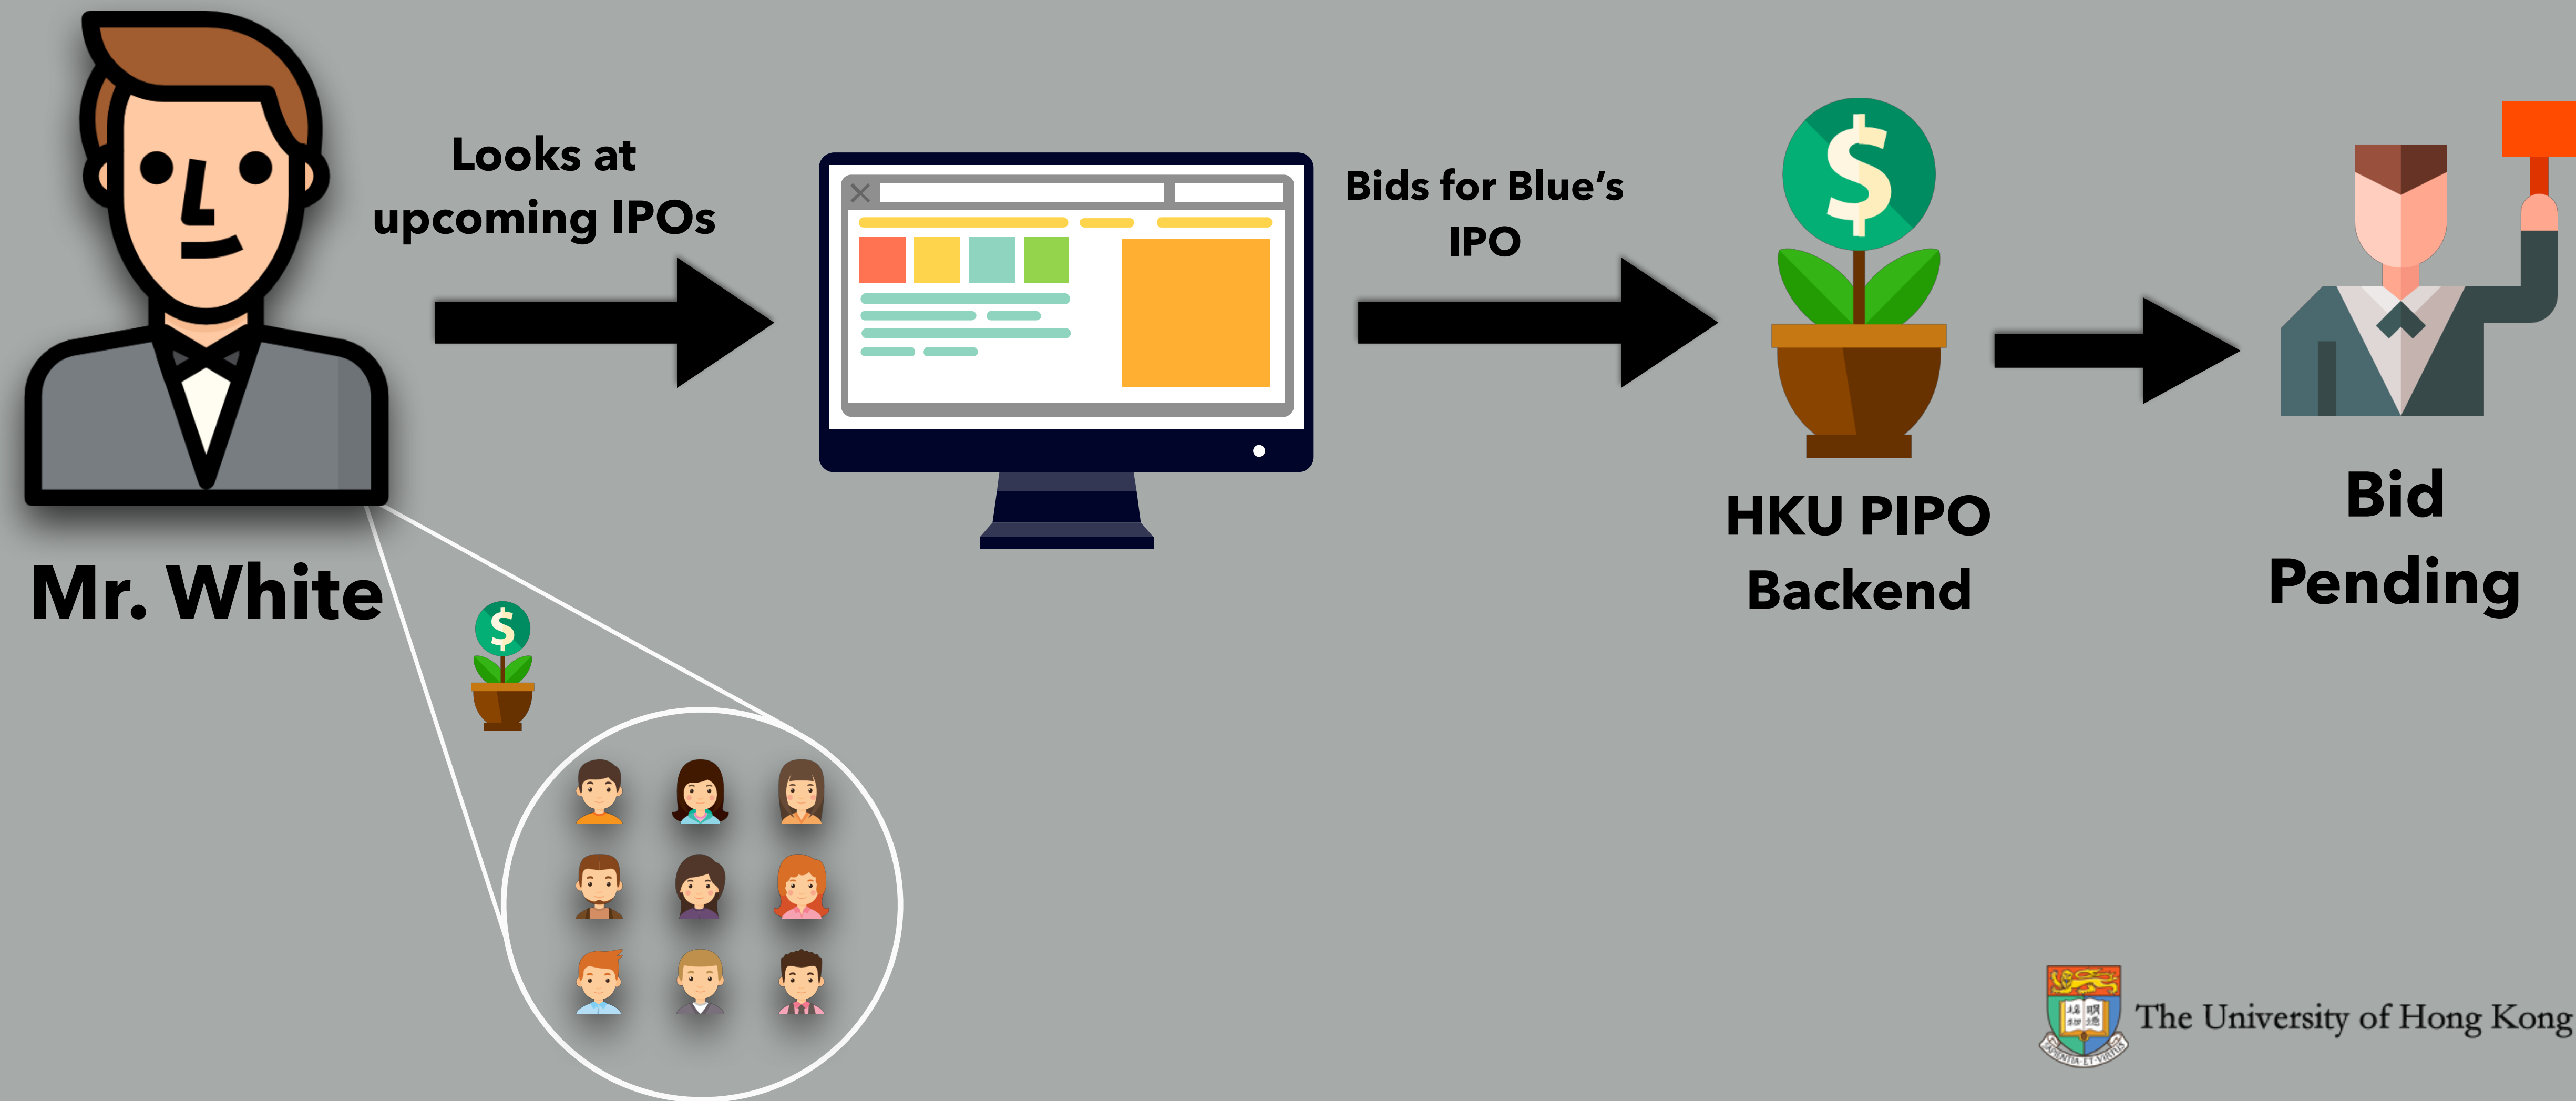 Looks at
upcoming IPOs
Bids for Blue's
IPO
$
Mr. White
$
HKU PIPO
Backend
Bid
Pending
The University of Hong Kong